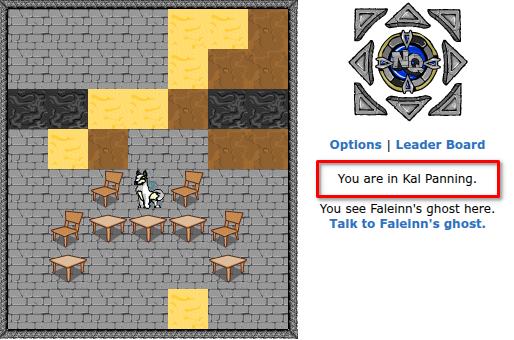 NQ
Options | Leader Board
You are in Kal Panning.
You see Faleinn's ghost here.
Talk to Faleinn's ghost.